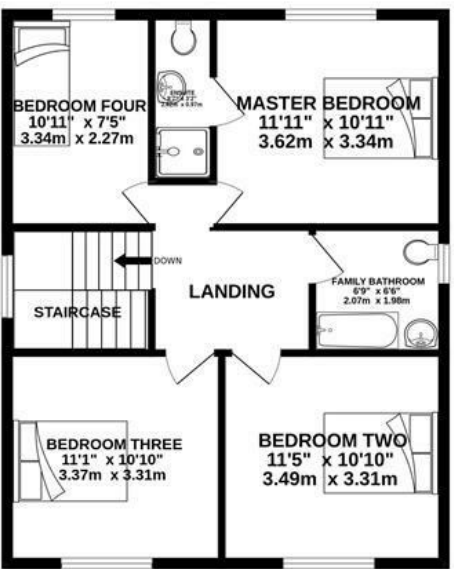 BEDROOM FOUR
10'11" x 7'5"
3.34m x 2.27m
ENSUITE
MASTER BEDROOM
11'11" x 10'11"
3.62m x 3.34m
DOWN
STAIRCASE
LANDING
FAMILY BATHROOM
6'9" x 6'6"
2.07m x 1.98m
BEDROOM THREE
11'1" x 10'10"
3.37m x 3.31m
BEDROOM TWO
11'5" x 10'10"
3.49m x 3.31m